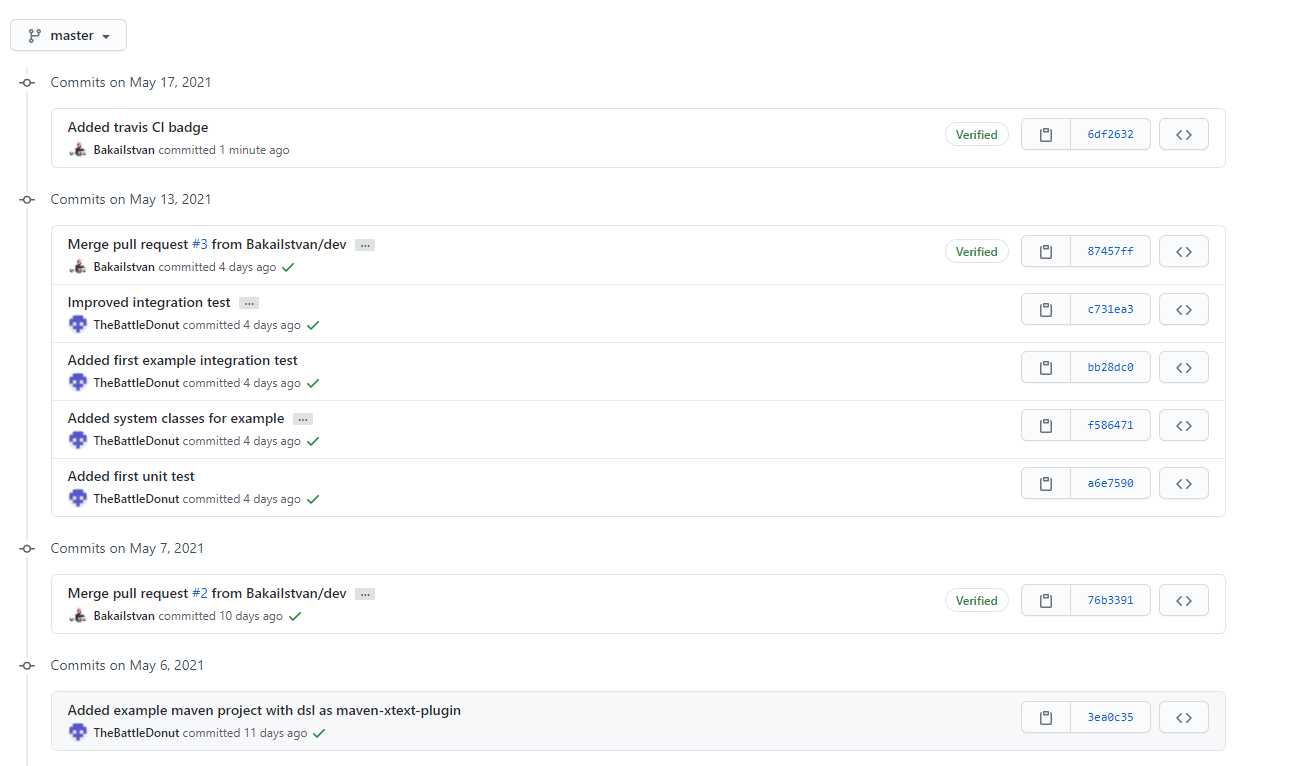 master
Commits on May 17, 2021
Added travis CI badge
BakaiIstvan committed 1 minute ago
Verified
6df2632
Commits on May 13, 2021
Merge pull request #3 from BakaiIstvan/dev ...
BakaiIstvan committed 4 days ago
Verified
87457ff
Improved integration test ...
TheBattleDonut committed 4 days ago
c731ea3
Added first example integration test
TheBattleDonut committed 4 days ago
bb28dc0
Added system classes for example ...
TheBattleDonut committed 4 days ago
f586471
Added first unit test
TheBattleDonut committed 4 days ago
a6e7590
Commits on May 7, 2021
Merge pull request #2 from BakaiIstvan/dev ...
BakaiIstvan committed 10 days ago
Verified
76b3391
Commits on May 6, 2021
Added example maven project with dsl as maven-xtext-plugin
TheBattleDonut committed 11 days ago
3ea0c35